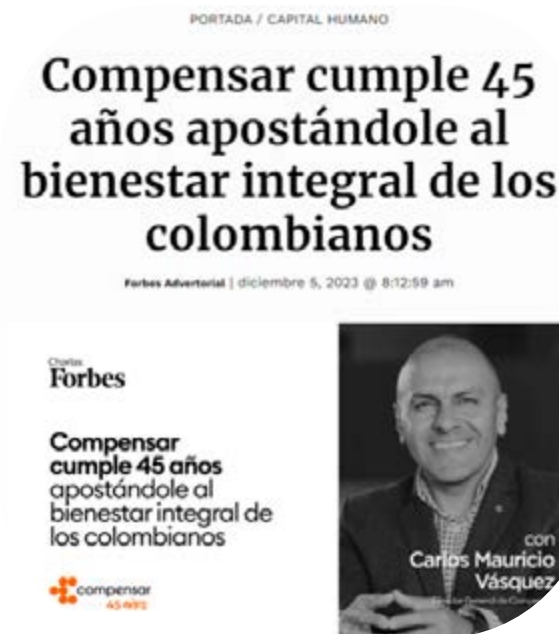 PORTADA / CAPITAL HUMANO
Compensar cumple 45
años apostándole al
bienestar integral de los
colombianos
Forbes Advertorial | diciembre 5, 2023 @ 8:12:59 am
Charlas
Forbes
Compensar
cumple 45 años
apostándole al
bienestar integral de
los colombianos
compensar
45 años
con
Carlos Mauricio
Vásquez